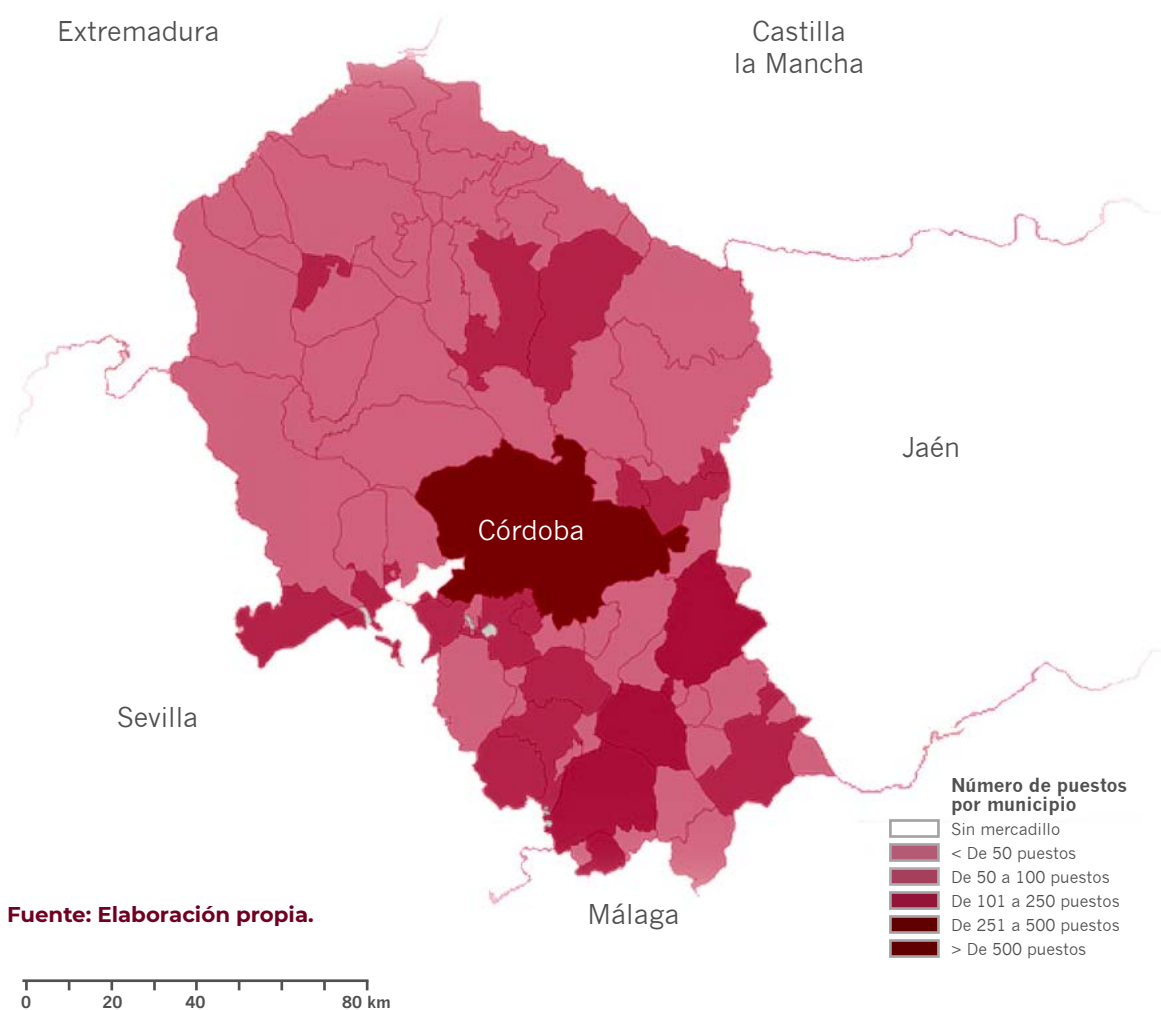 Extremadura
Castilla
la Mancha
Jaén
Córdoba
Sevilla
Málaga
Número de puestos
por municipio
Sin mercadillo
< De 50 puestos
De 50 a 100 puestos
De 101 a 250 puestos
De 251 a 500 puestos
> De 500 puestos
Fuente: Elaboración propia.
0 20 40 80 km